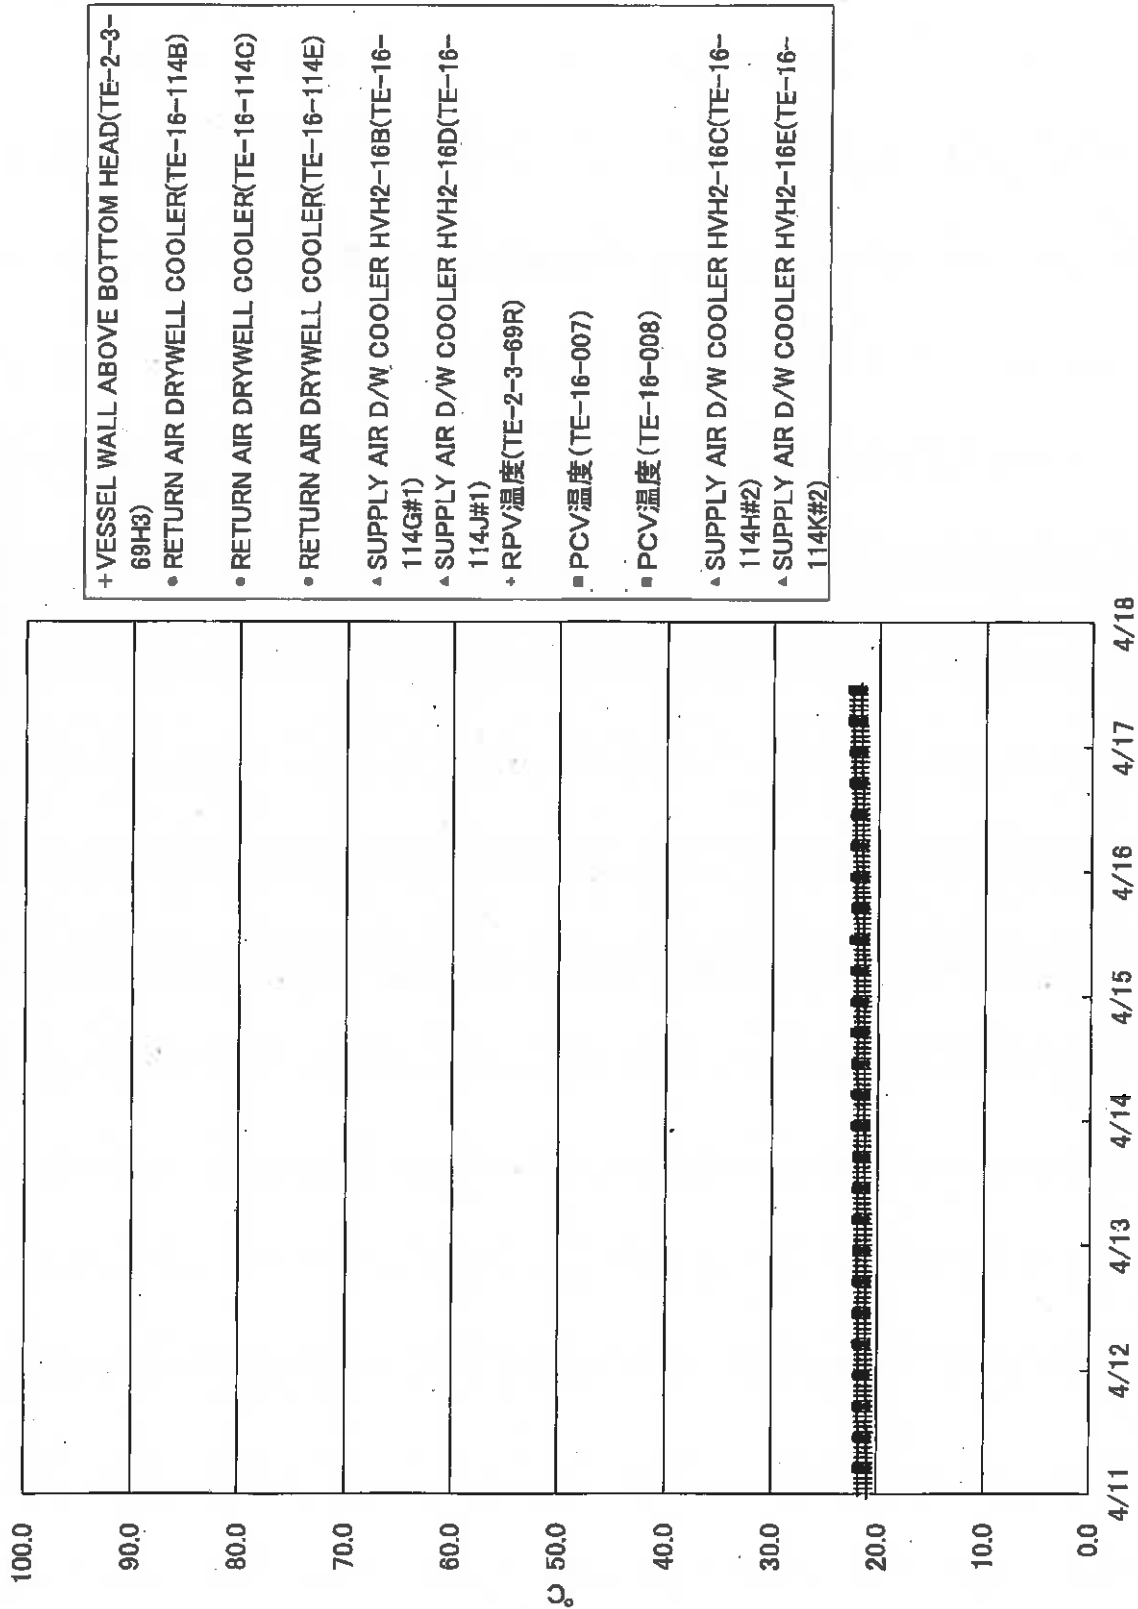 100.0
90.0
80.0
70.0
60.0
50.0
40.0
30.0
20.0
10.0
0.0
℃
4/11
4/12
4/13
4/14
4/15
4/16
4/17
4/18
VESSEL WALL ABOVE BOTTOM HEAD(TE-2-3-
69H3)
RETURN AIR DRYWELL COOLER(TE-16-114B)
RETURN AIR DRYWELL COOLER(TE-16-114C)
RETURN AIR DRYWELL COOLER(TE-16-114E)
SUPPLY AIR D/W COOLER HVH2-16B(TE-16-
114G#1)
SUPPLY AIR D/W COOLER HVH2-16D(TE-16-
114J#1)
RPV温度(TE-2-3-69R)
PCV温度(TE-16-007)
PCV温度(TE-16-008)
SUPPLY AIR D/W COOLER HVH2-16C(TE-16-
114H#2)
SUPPLY AIR D/W COOLER HVH2-16E(TE-16-
114K#2)